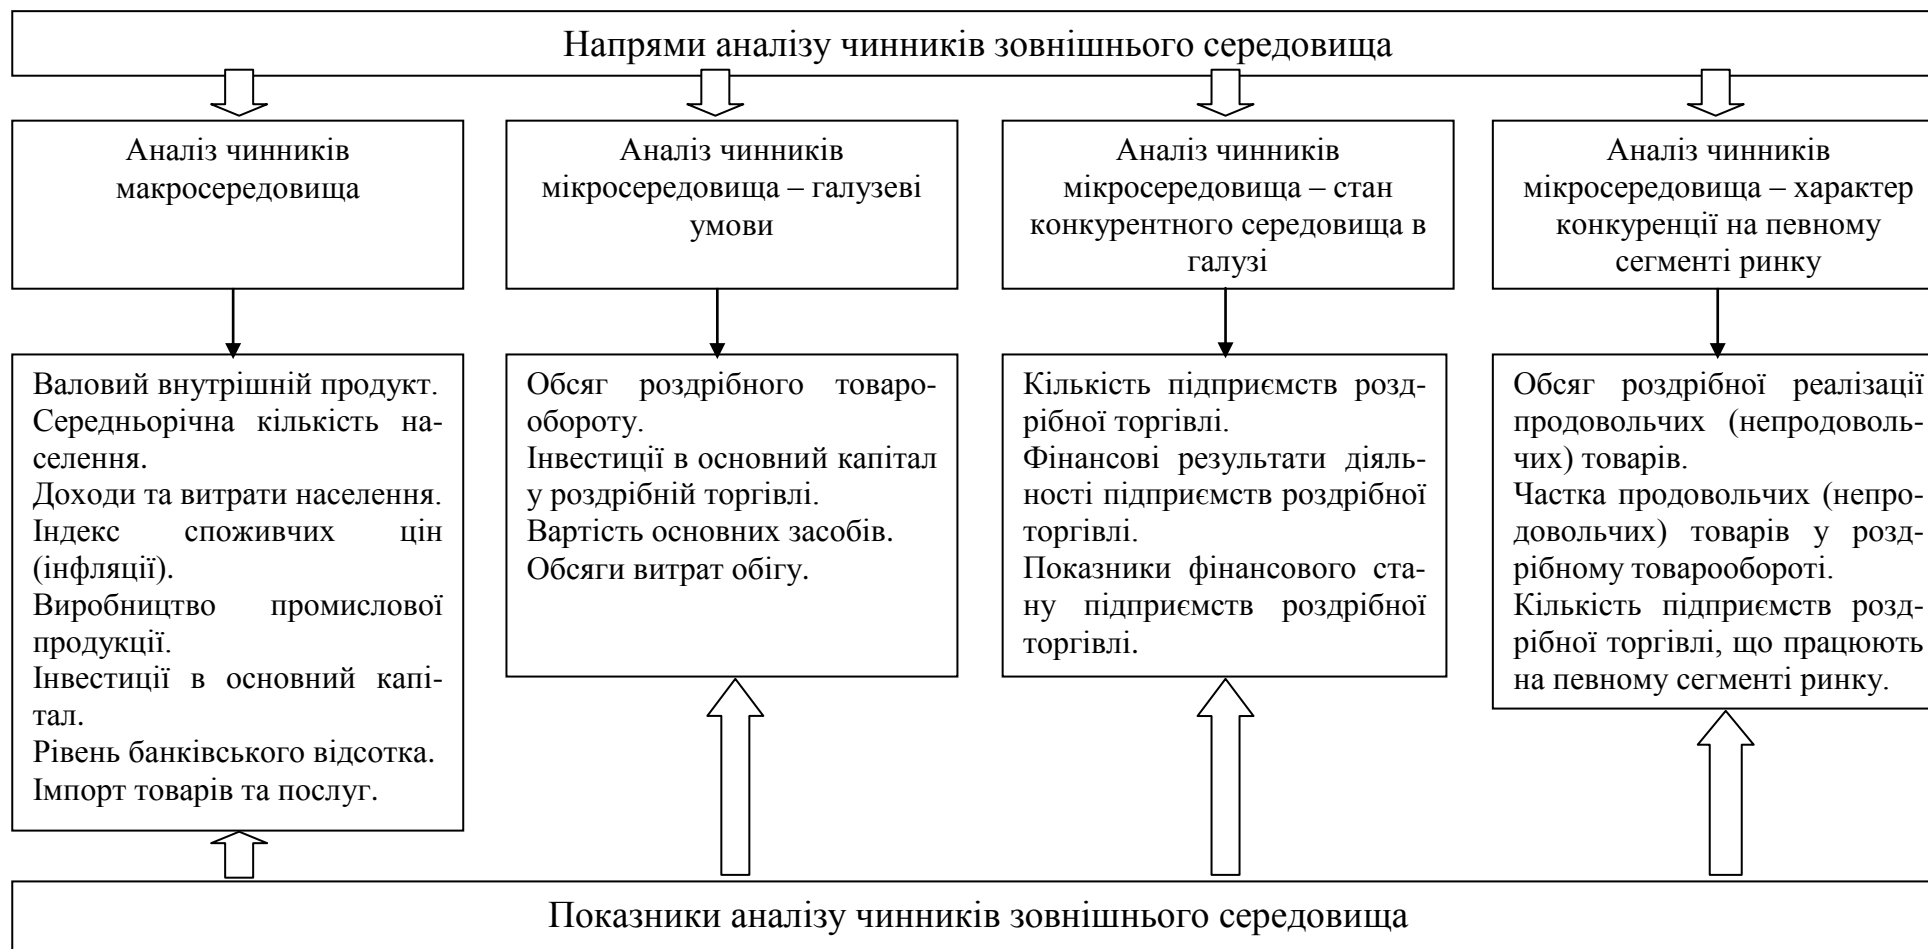 Напрями аналізу чинників зовнішнього середовища
Аналіз чинників
макросередовища
Аналіз чинників
мікросередовища – галузеві
умови
Аналіз чинників
мікросередовища – стан
конкурентного середовища в
галузі
Аналіз чинників
мікросередовища – характер
конкуренції на певному
сегменті ринку
Валовий внутрішній продукт.
Середньорічна кількість на-
селення.
Доходи та витрати населення.
Індекс споживчих цін
(інфляції).
Виробництво промислової
продукції.
Інвестиції в основний капі-
тал.
Рівень банківського відсотка.
Імпорт товарів та послуг.
Обсяг роздрібного товаро-
обороту.
Інвестиції в основний капітал
у роздрібній торгівлі.
Вартість основних засобів.
Обсяги витрат обігу.
Кількість підприємств розд-
рібної торгівлі.
Фінансові результати діяль-
ності підприємств роздрібної
торгівлі.
Показники фінансового ста-
ну підприємств роздрібної
торгівлі.
Обсяг роздрібної реалізації
продовольчих (непродоволь-
чих) товарів.
Частка продовольчих (непро-
довольчих) товарів у розд-
рібному товарообороті.
Кількість підприємств розд-
рібної торгівлі, що працюють
на певному сегменті ринку.
Показники аналізу чинників зовнішнього середовища